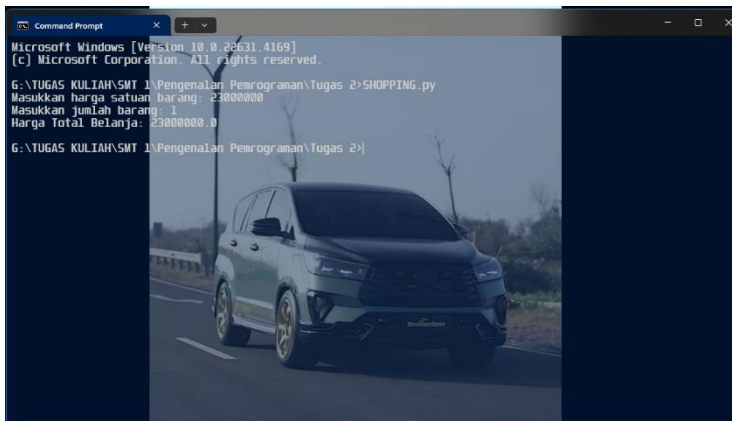 Command Prompt
Microsoft Windows [Version 10.0.22631.4169]
(c) Microsoft Corporation. All rights reserved.
G:\TUGAS KULIAH\SMT 1\Pengenalan Pemrograman\Tugas 2>SHOPPING.py
Masukkan harga satuan barang: 23000000
Masukkan jumlah barang: 1
Harga Total Belanja: 23000000.0
G:\TUGAS KULIAH\SMT 1\Pengenalan Pemrograman\Tugas 2>